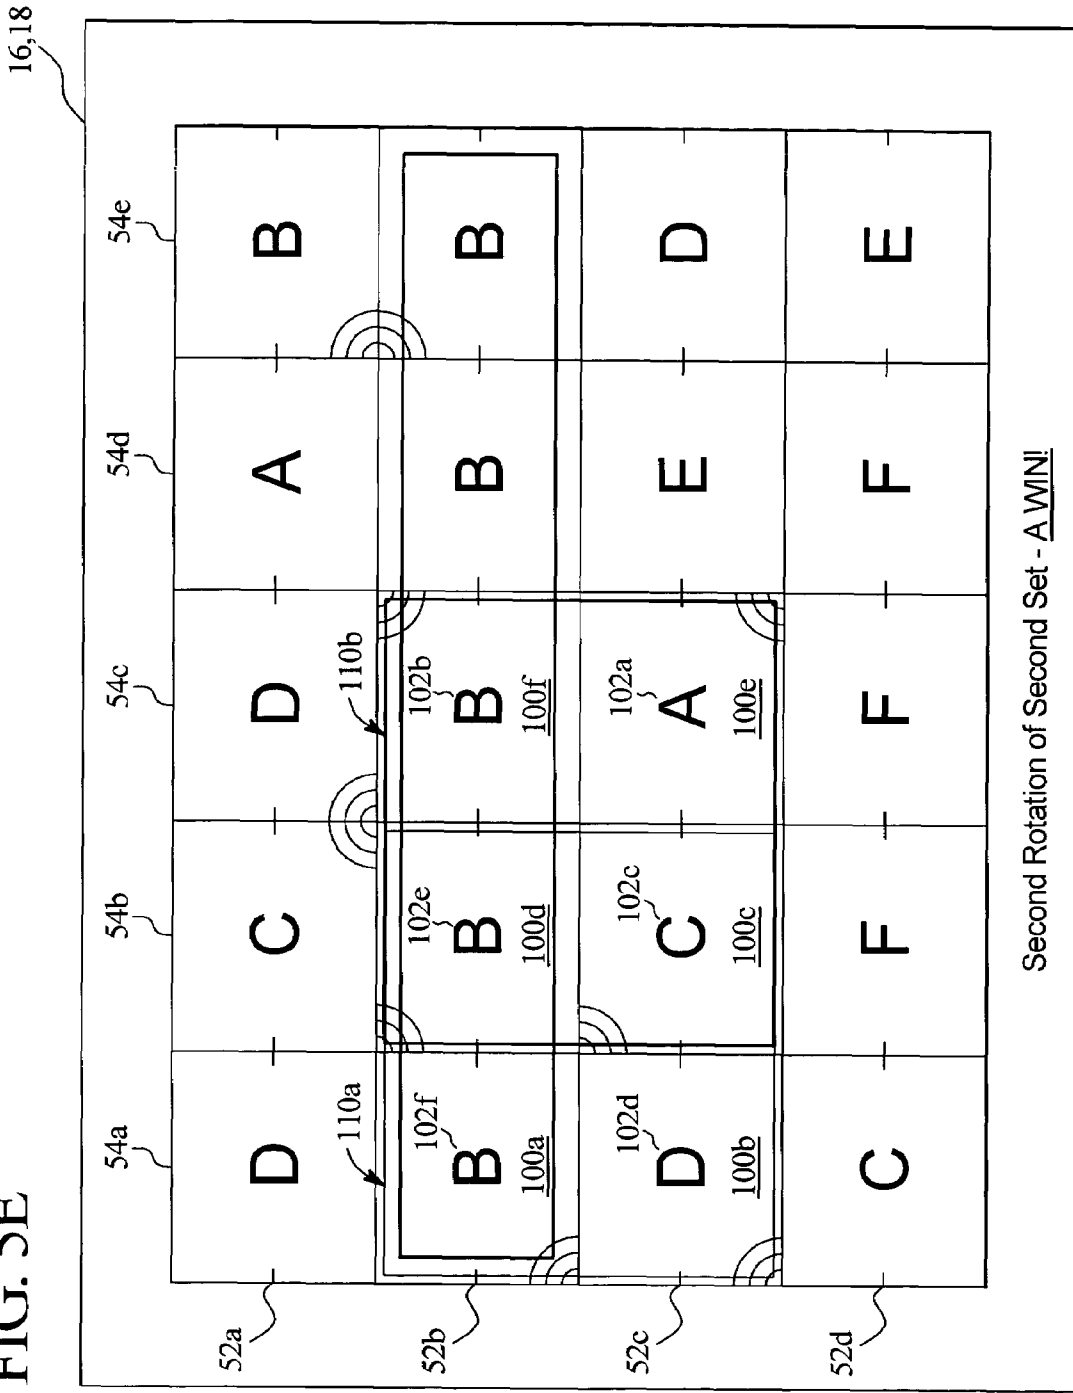 FIG. 5E
16,18
54a 54b 54c 54d 54e
52a D C D A B
110a 110b
102f 102e 102b
52b B B B B B
100a 100d 100f
102d 102c 102a
52c D C A E D
100b 100c 100e
52d C F F F E
Second Rotation of Second Set - A WIN!